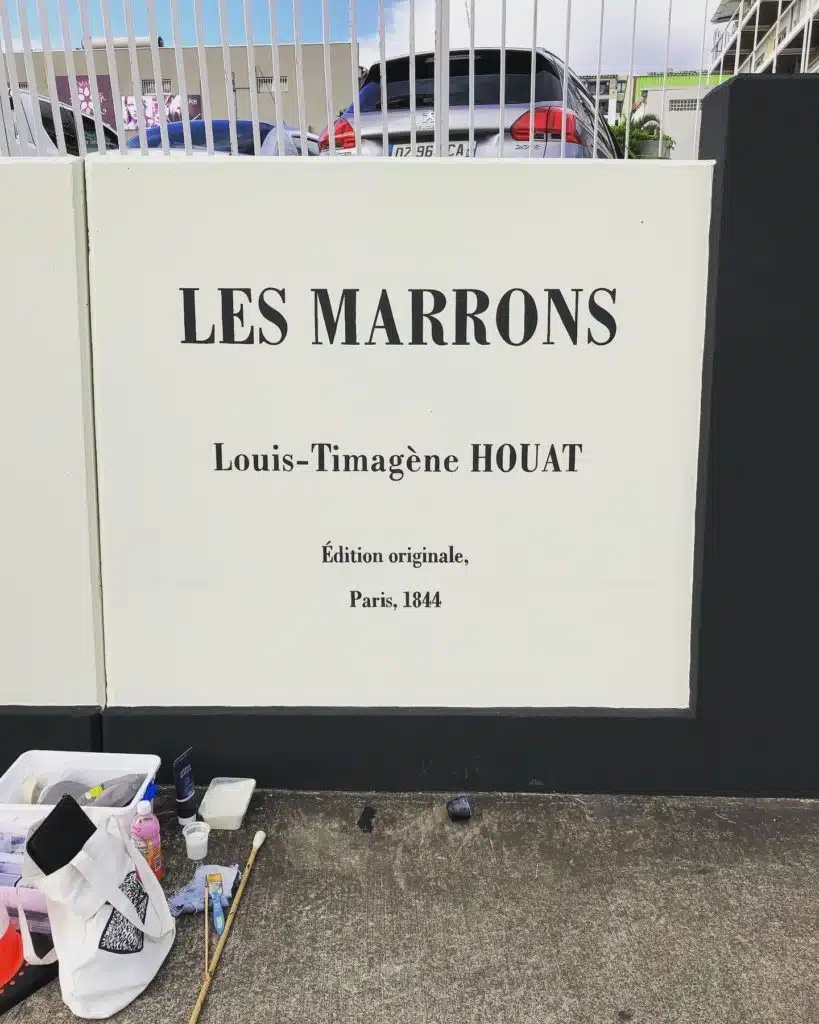 LES MARRONS
Louis-Timagène HOUAT
Édition originale,
Paris, 1844